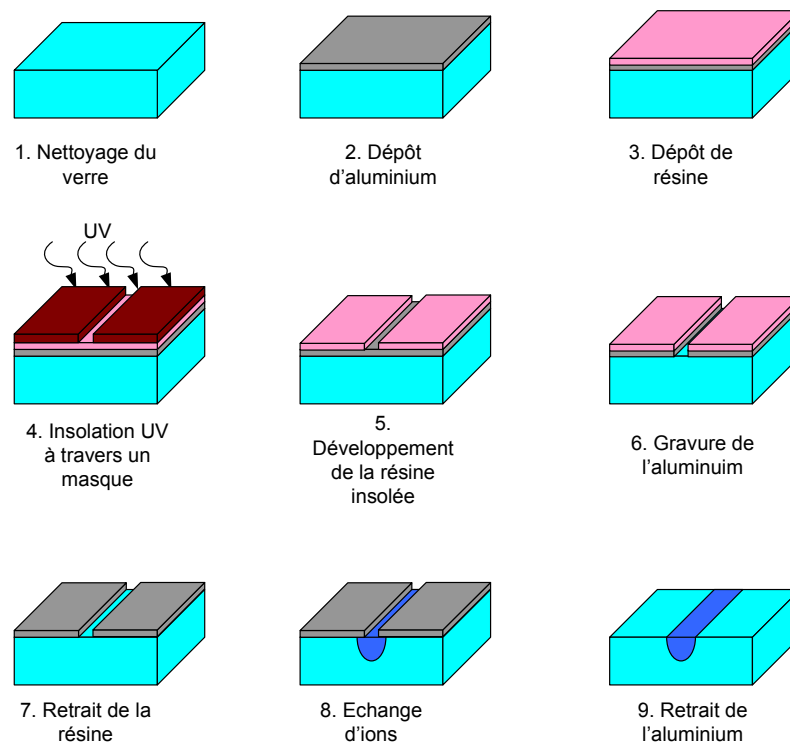 1. Nettoyage du
verre
2. Dépôt
d'aluminium
3. Dépôt de
résine
UV
4. Insolation UV
à travers un
masque
5.
Développement
de la résine
insolée
6. Gravure de
l'aluminuim
7. Retrait de la
résine
8. Echange
d'ions
9. Retrait de
l'aluminium